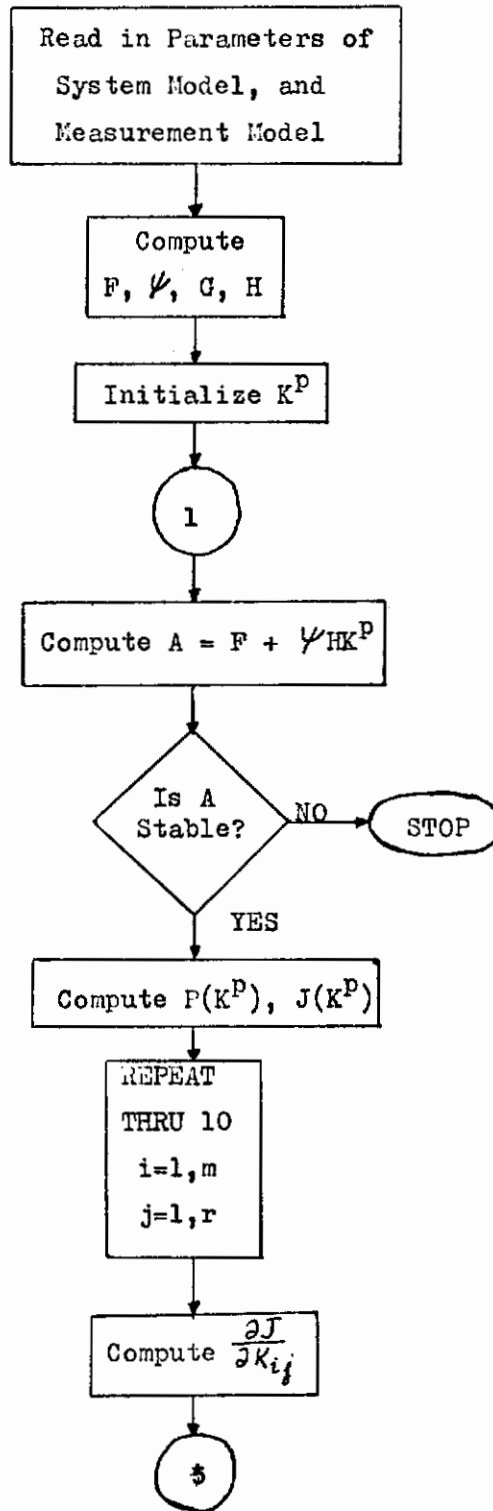 Read in Parameters of
System Model, and
Measurement Model
Compute
F, ψ, G, H
Initialize K^p
1
Compute A = F + ψHK^p
Is A
Stable?
NO
STOP
YES
Compute P(K^p), J(K^p)
REPEAT
THRU 10
i=1,m
j=1,r
Compute ∂J/∂K_ij